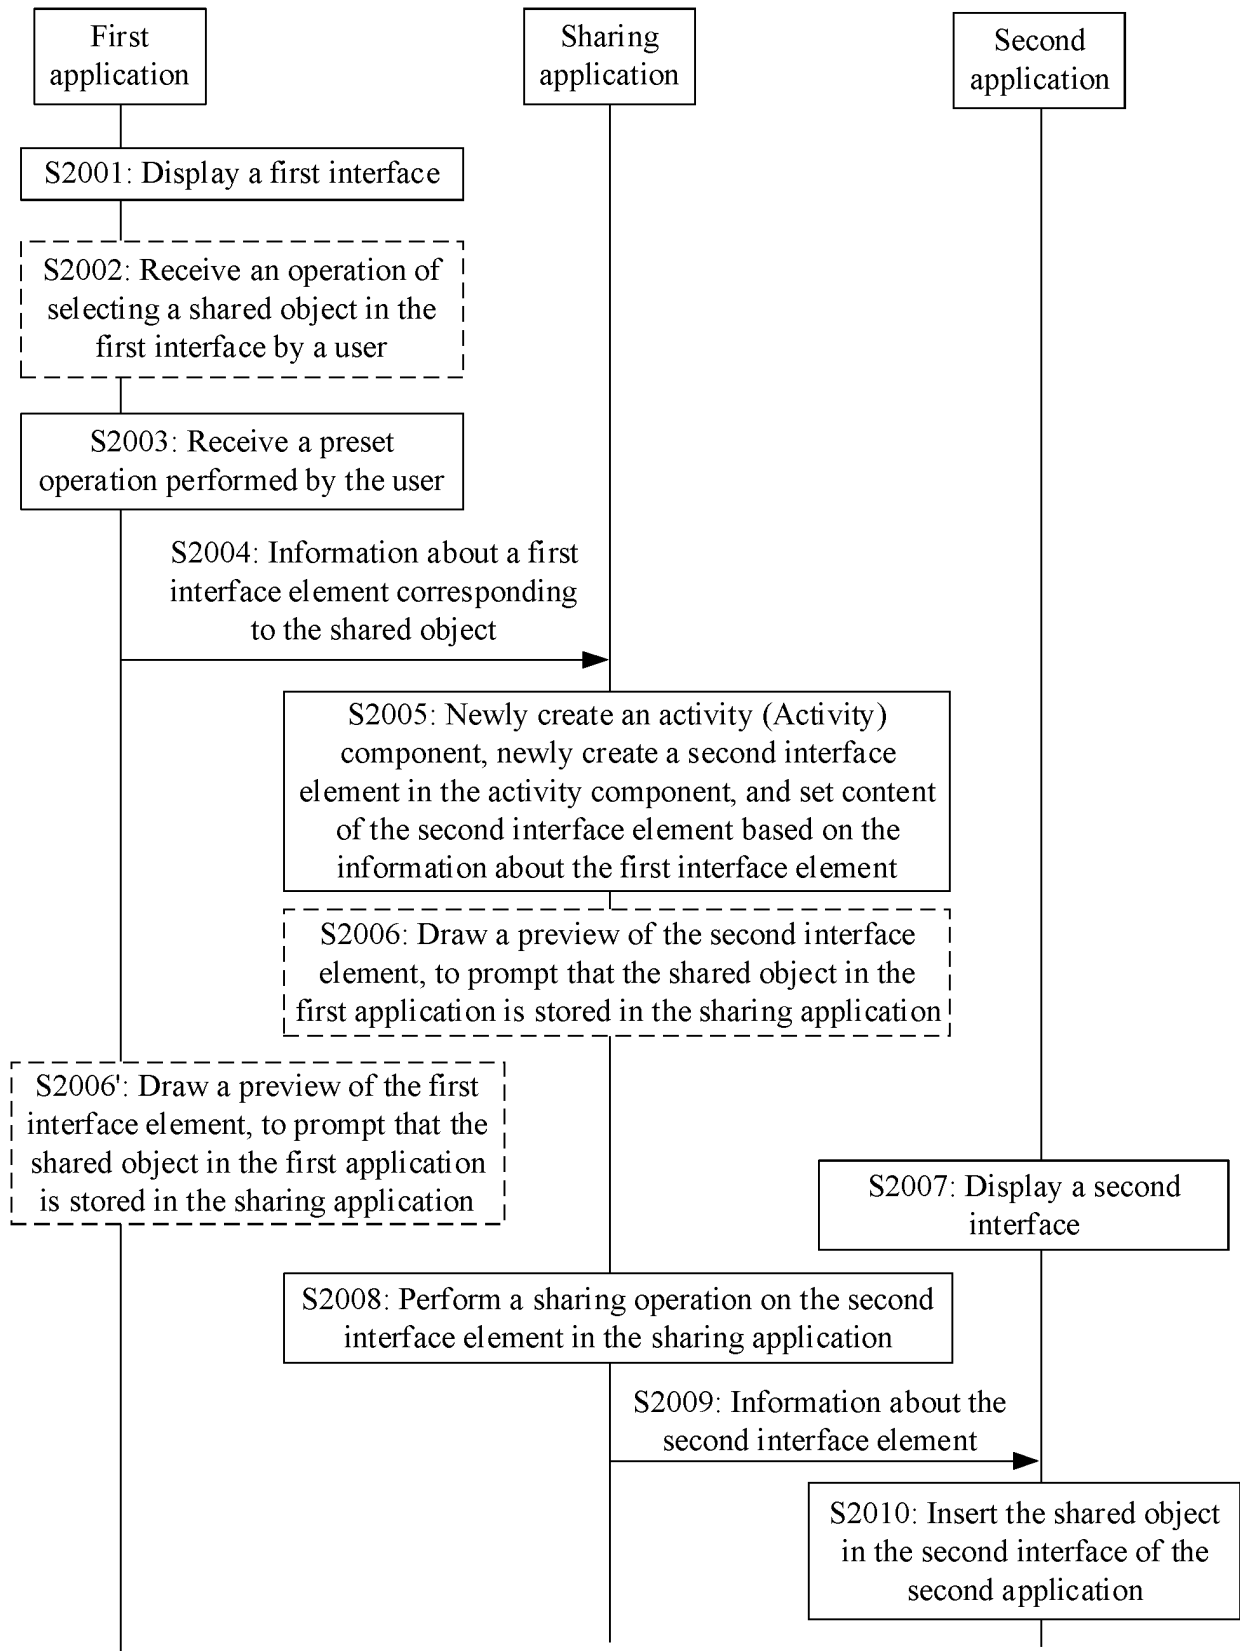 First
application
Sharing
application
Second
application
S2001: Display a first interface
S2002: Receive an operation of
selecting a shared object in the
first interface by a user
S2003: Receive a preset
operation performed by the user
S2004: Information about a first
interface element corresponding
to the shared object
S2005: Newly create an activity (Activity)
component, newly create a second interface
element in the activity component, and set content
of the second interface element based on the
information about the first interface element
S2006: Draw a preview of the second interface
element, to prompt that the shared object in the
first application is stored in the sharing application
S2006': Draw a preview of the first
interface element, to prompt that the
shared object in the first application
is stored in the sharing application
S2007: Display a second
interface
S2008: Perform a sharing operation on the second
interface element in the sharing application
S2009: Information about the
second interface element
S2010: Insert the shared object
in the second interface of the
second application